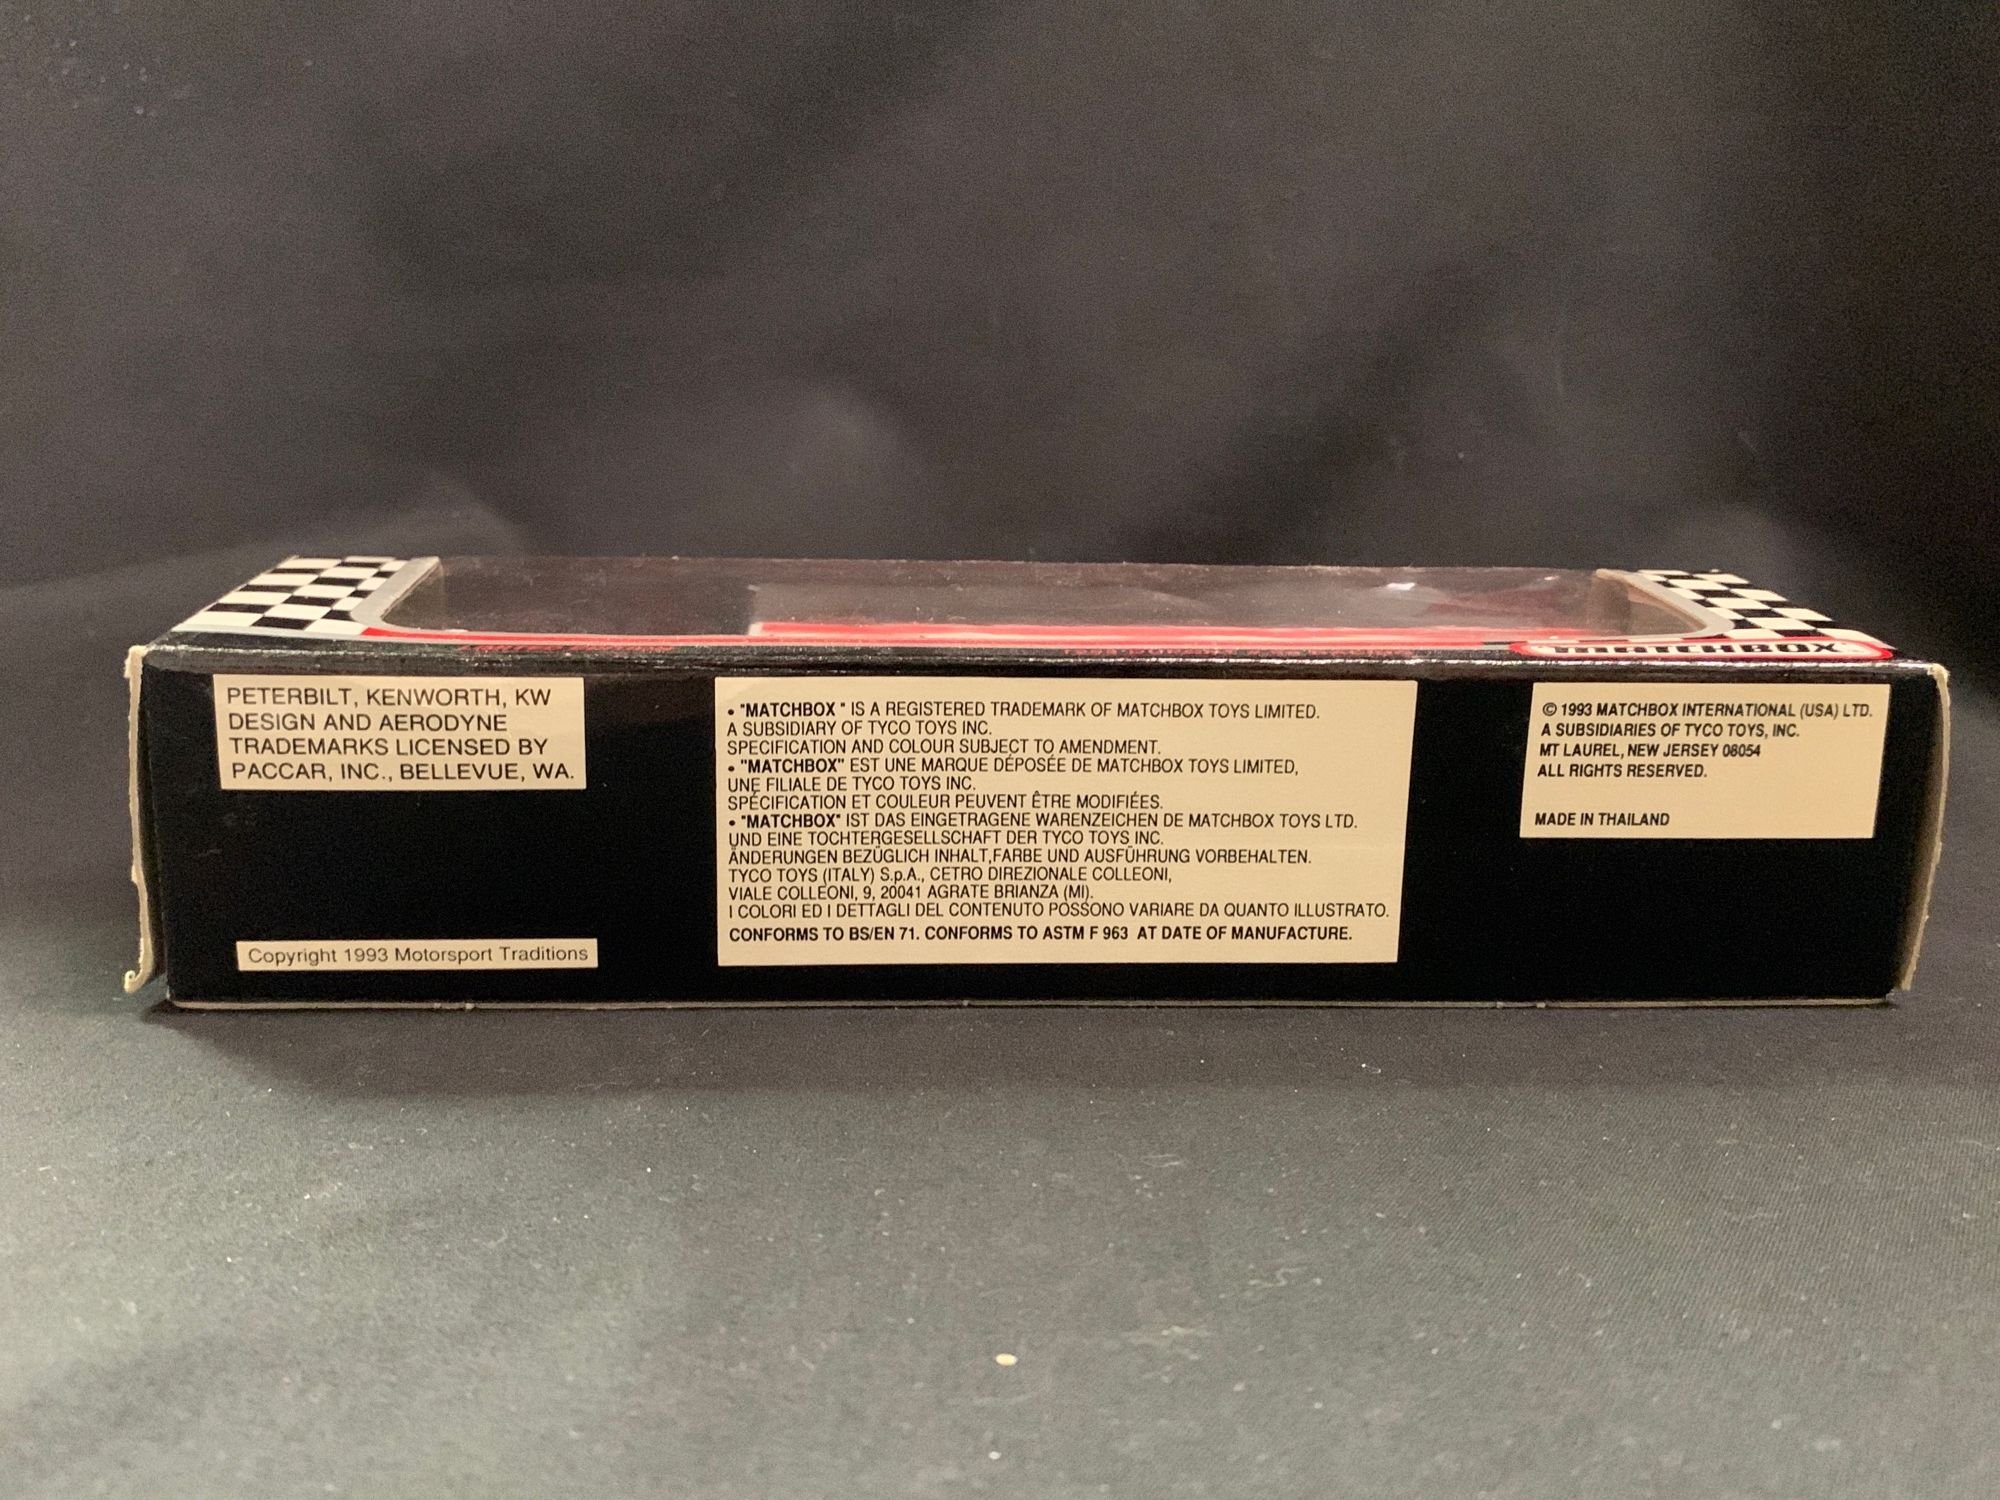 MATCHBOX
PETERBILT, KENWORTH, KW
DESIGN AND AERODYNE
TRADEMARKS LICENSED BY
PACCAR, INC., BELLEVUE, WA.
Copyright 1993 Motorsport Traditions
• "MATCHBOX " IS A REGISTERED TRADEMARK OF MATCHBOX TOYS LIMITED.
A SUBSIDIARY OF TYCO TOYS INC.
SPECIFICATION AND COLOUR SUBJECT TO AMENDMENT.
• "MATCHBOX" EST UNE MARQUE DÉPOSÉE DE MATCHBOX TOYS LIMITED,
UNE FILIALE DE TYCO TOYS INC.
SPÉCIFICATION ET COULEUR PEUVENT ÊTRE MODIFIÉES.
• "MATCHBOX" IST DAS EINGETRAGENE WARENZEICHEN DE MATCHBOX TOYS LTD.
UND EINE TOCHTERGESELLSCHAFT DER TYCO TOYS INC.
ÄNDERUNGEN BEZÜGLICH INHALT,FARBE UND AUSFÜHRUNG VORBEHALTEN.
TYCO TOYS (ITALY) S.p.A., CETRO DIREZIONALE COLLEONI,
VIALE COLLEONI, 9, 20041 AGRATE BRIANZA (MI).
I COLORI ED I DETTAGLI DEL CONTENUTO POSSONO VARIARE DA QUANTO ILLUSTRATO.
CONFORMS TO BS/EN 71. CONFORMS TO ASTM F 963 AT DATE OF MANUFACTURE.
© 1993 MATCHBOX INTERNATIONAL (USA) LTD.
A SUBSIDIARIES OF TYCO TOYS, INC.
MT LAUREL, NEW JERSEY 08054
ALL RIGHTS RESERVED.
MADE IN THAILAND